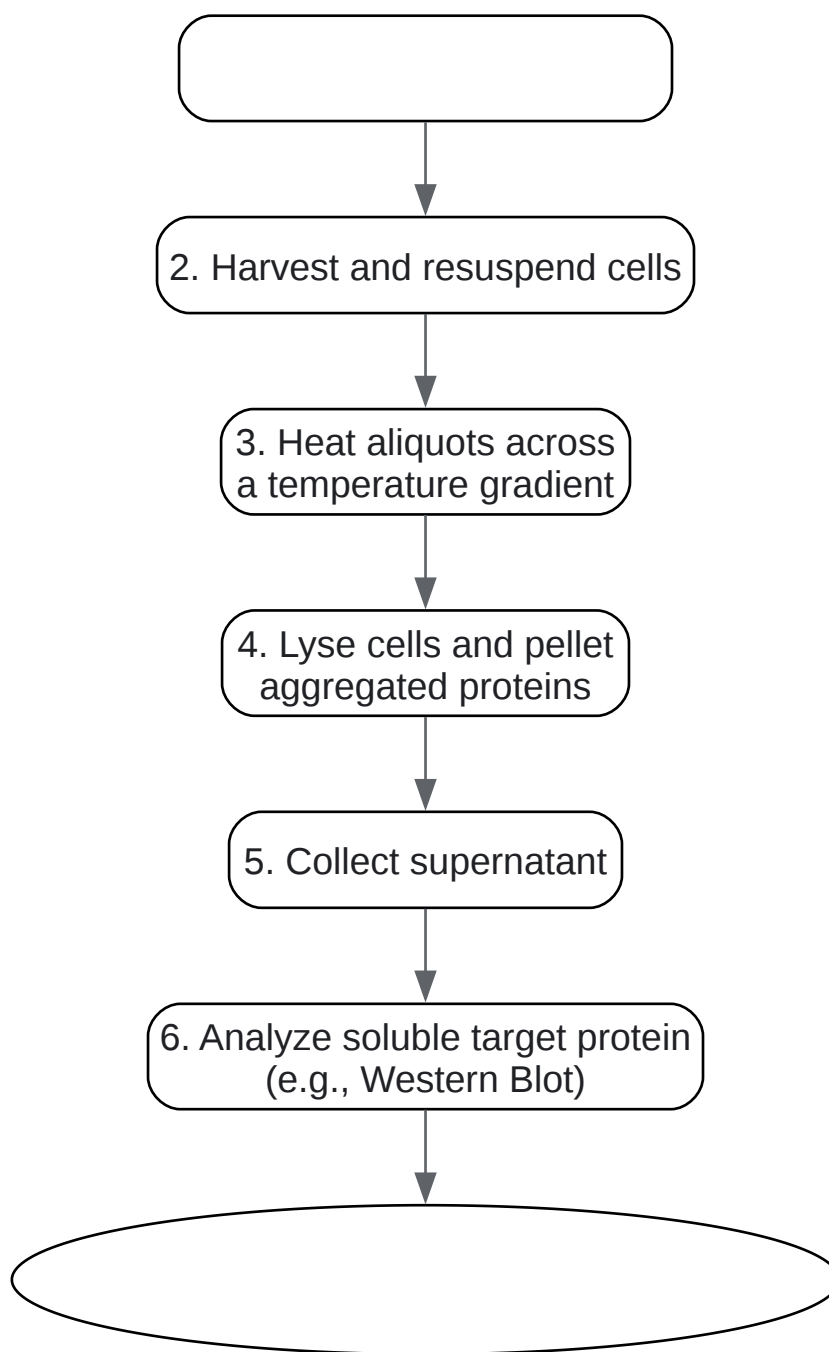 2. Harvest and resuspend cells
3. Heat aliquots across
a temperature gradient
4. Lyse cells and pellet
aggregated proteins
5. Collect supernatant
6. Analyze soluble target protein
(e.g., Western Blot)